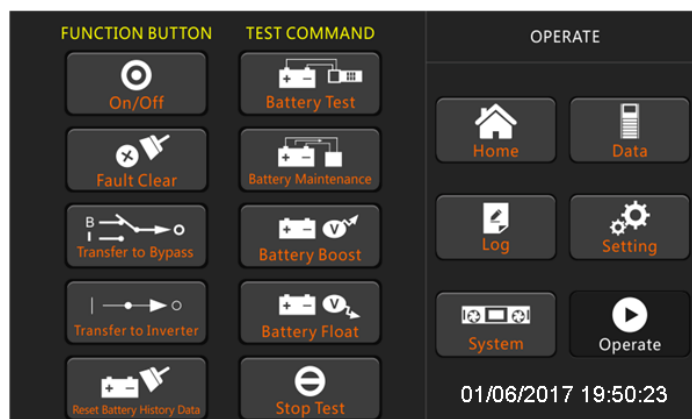 FUNCTION BUTTON
TEST COMMAND
OPERATE
On/Off
Battery Test
Fault Clear
Battery Maintenance
B
I
Transfer to Bypass
V
Battery Boost
Transfer to Inverter
V
Battery Float
Reset Battery History Data
Stop Test
Home
Data
Log
Setting
System
Operate
01/06/2017 19:50:23